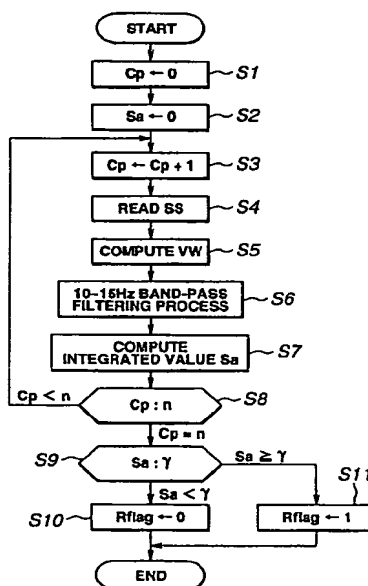 START
Cp ← 0
S1
Sa ← 0
S2
Cp ← Cp + 1
S3
READ SS
S4
COMPUTE VW
S5
10–15Hz BAND-PASS
FILTERING PROCESS
S6
COMPUTE
INTEGRATED VALUE Sa
S7
Cp < n
Cp : n
S8
Cp = n
S9
Sa : γ
Sa ≧ γ
S11
Sa < γ
S10
Rflag ← 0
Rflag ← 1
END